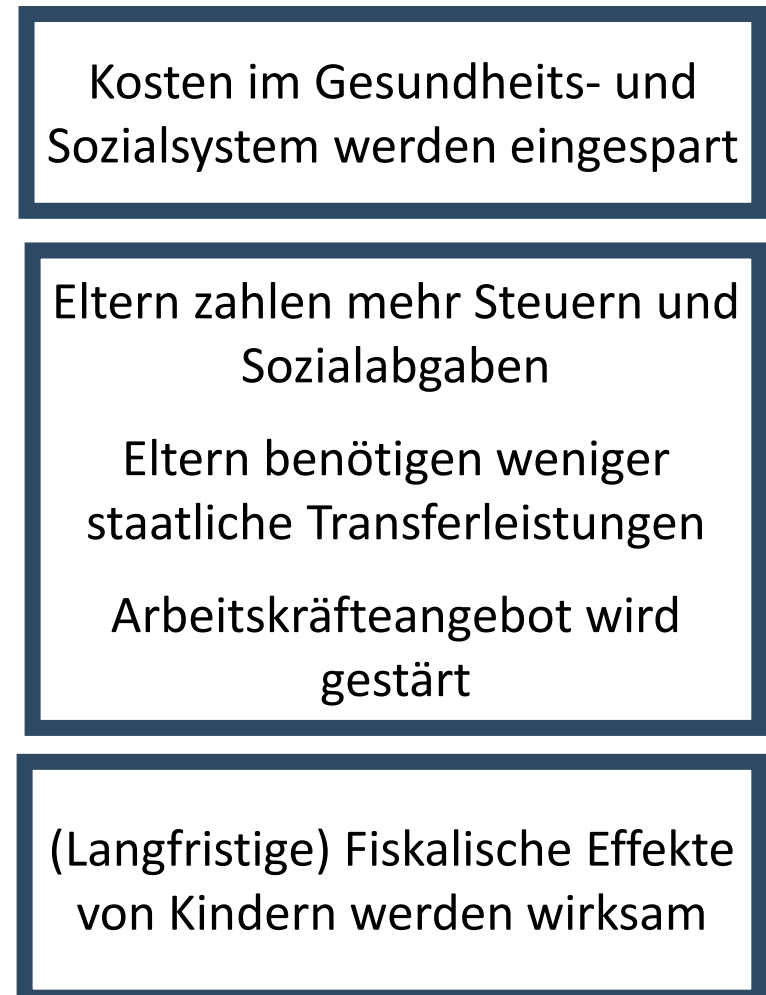 Kosten im Gesundheits- und
Sozialsystem werden eingespart
Eltern zahlen mehr Steuern und
Sozialabgaben
Eltern benötigen weniger
staatliche Transferleistungen
Arbeitskräfteangebot wird
gestärt
(Langfristige) Fiskalische Effekte
von Kindern werden wirksam